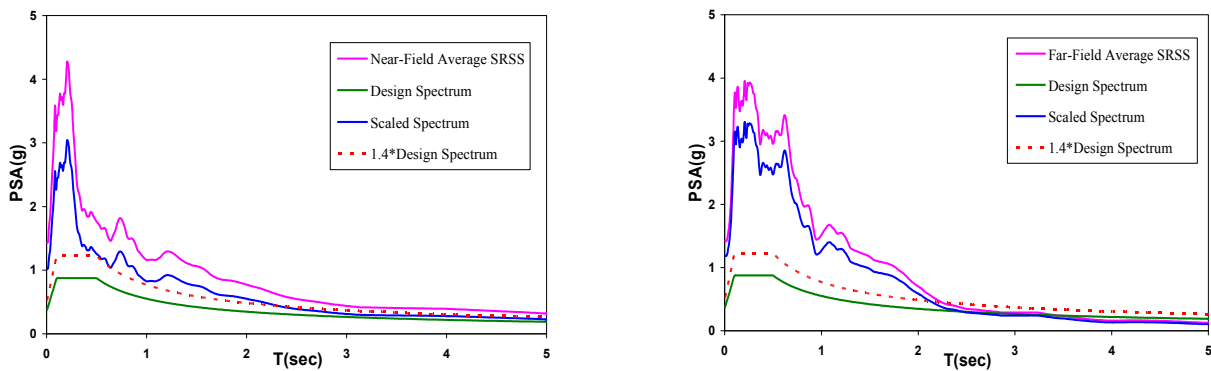 5
4
3
2
1
0
PSA(g)
0
1
2
3
4
5
T(sec)
Near-Field Average SRSS
Design Spectrum
Scaled Spectrum
1.4*Design Spectrum
5
4
3
2
1
0
PSA(g)
0
1
2
3
4
5
T(sec)
Far-Field Average SRSS
Design Spectrum
Scaled Spectrum
1.4*Design Spectrum